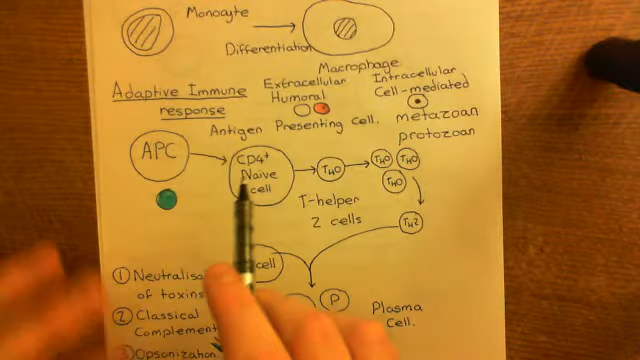 Monocyte
Differentiation
Macrophage
Adaptive Immune
response
Extracellular
Humoral
Intracellular
Cell-mediated
metazoan
protozoan
Antigen Presenting cell.
APC
CD4+
Naive
cell
TH0
TH0
TH0
TH0
T-helper
2 cells
TH2
cell
P
Plasma
Cell.
① Neutralisa
of toxins
② Classical
Complement
③ Opsonization